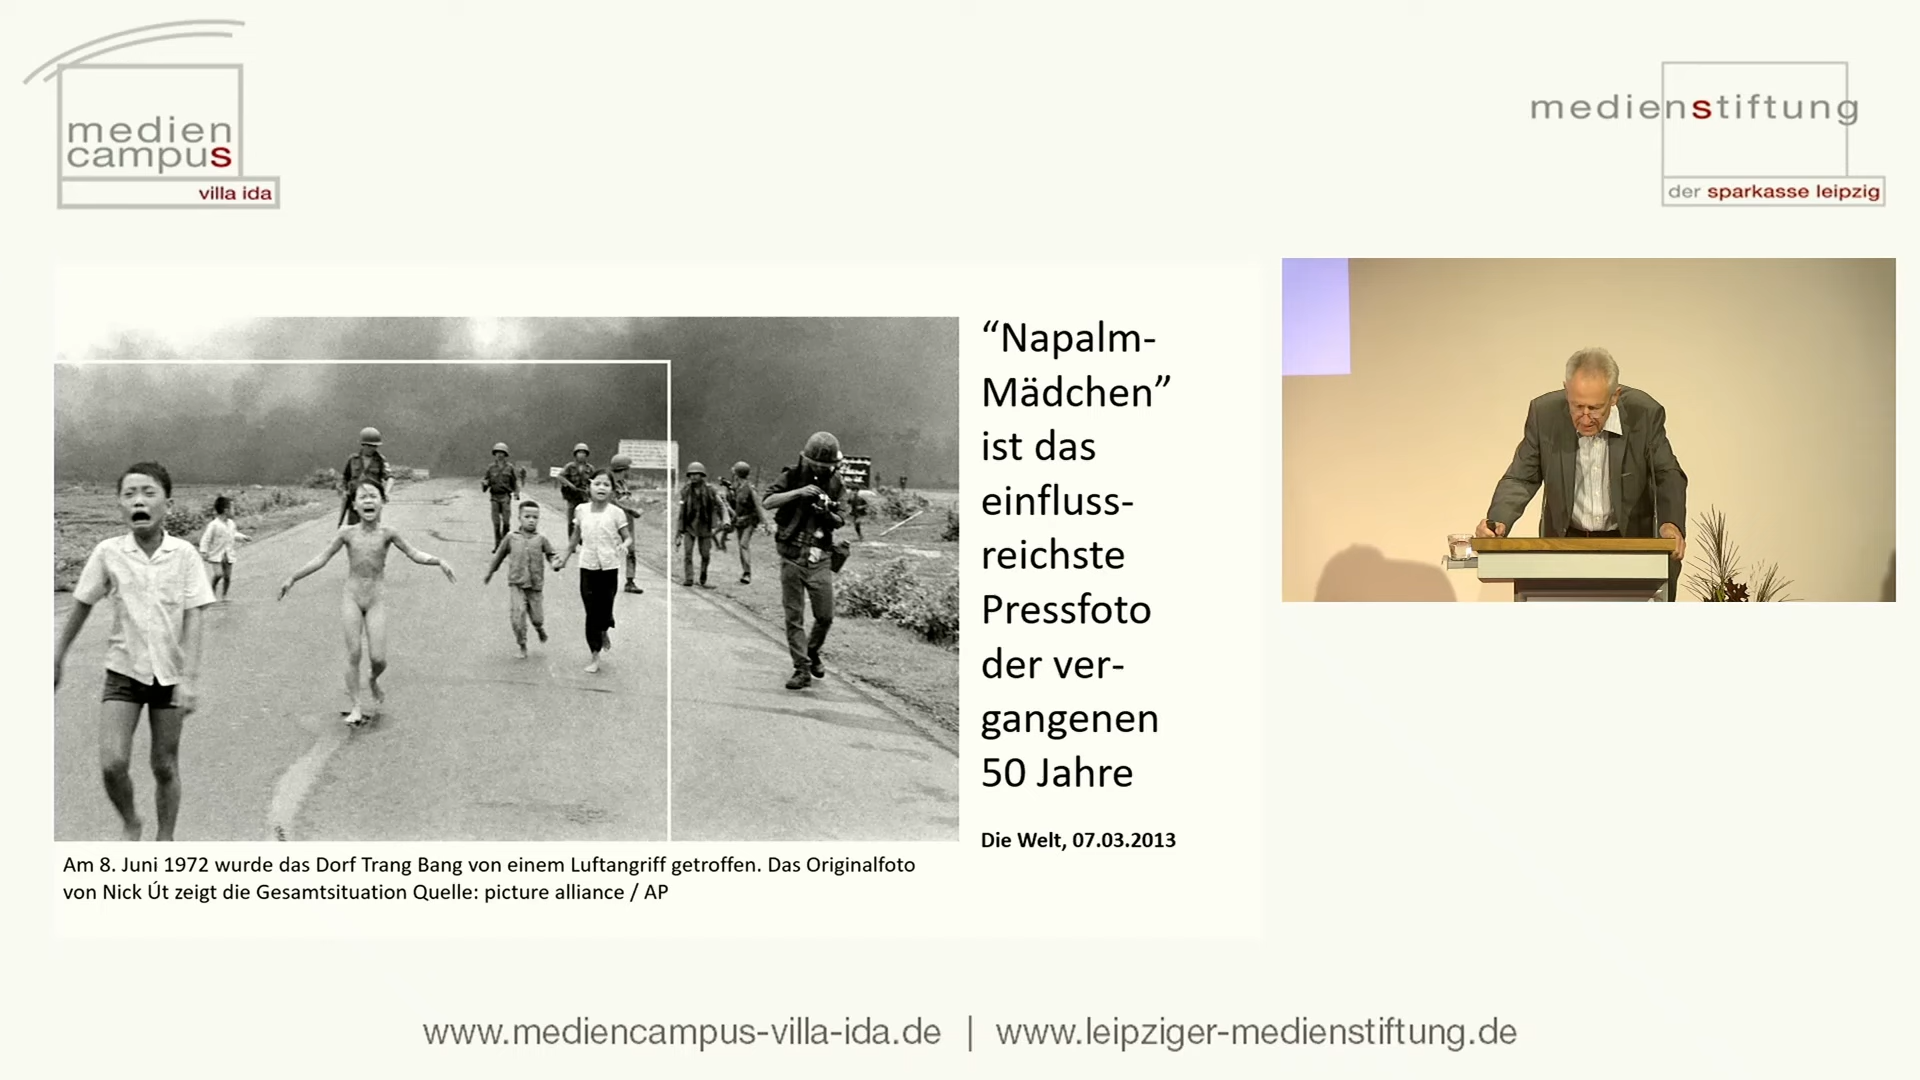 medien
campus
villa ida
medienstiftung
der sparkasse leipzig
“Napalm-
Mädchen”
ist das
einfluss-
reichste
Pressfoto
der ver-
gangenen
50 Jahre
Die Welt, 07.03.2013
Am 8. Juni 1972 wurde das Dorf Trang Bang von einem Luftangriff getroffen. Das Originalfoto
von Nick Út zeigt die Gesamtsituation Quelle: picture alliance / AP
www.mediencampus-villa-ida.de | www.leipziger-medienstiftung.de